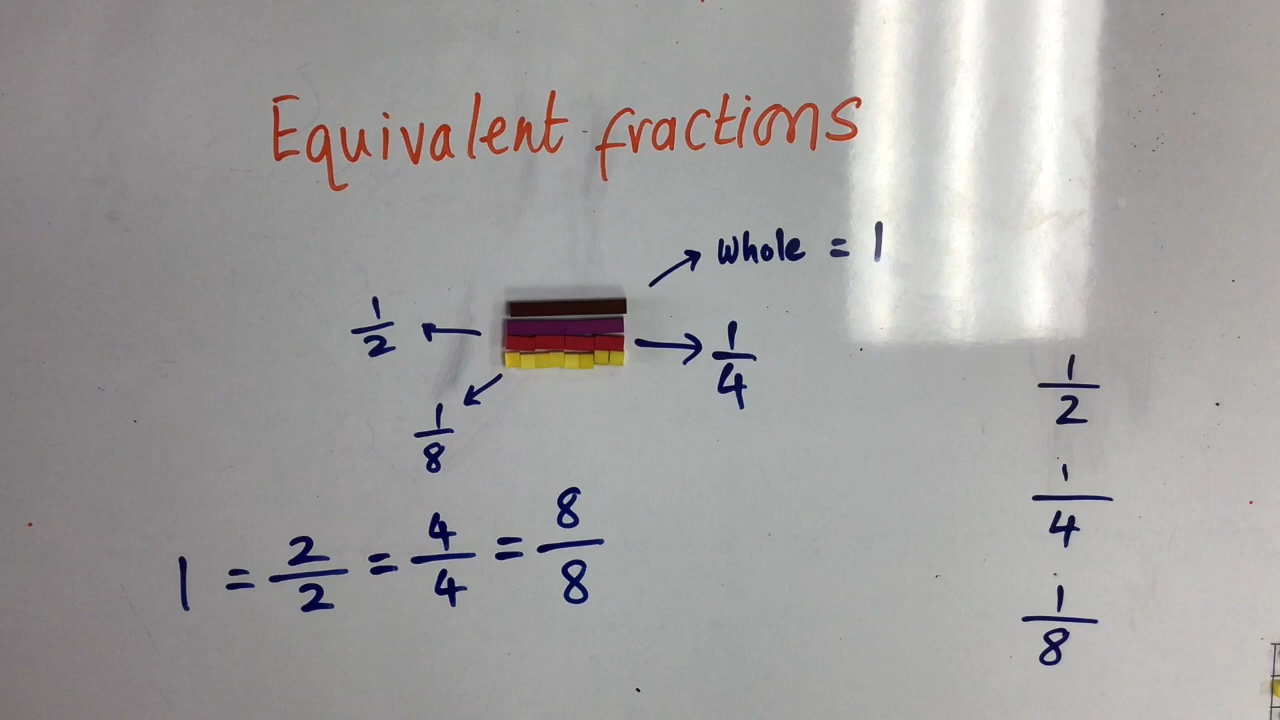 Equivalent fractions
whole = 1
1/2
1/4
1/8
1 = 2/2 = 4/4 = 8/8
1/2
1/4
1/8